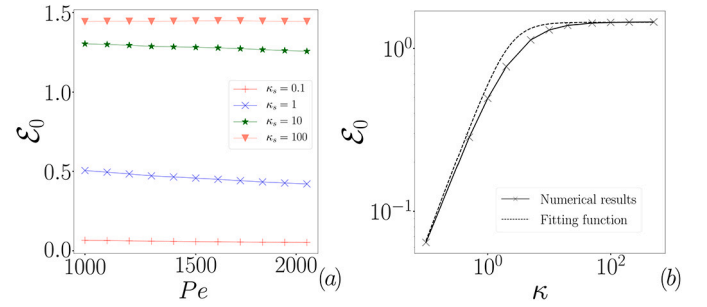 1.5
1.0
0.5
0.0
ℰ₀
κₛ = 0.1
κₛ = 1
κₛ = 10
κₛ = 100
1000
1500
2000
Pe
(a)
10⁰
10⁻¹
ℰ₀
Numerical results
Fitting function
10⁰
10²
κ
(b)